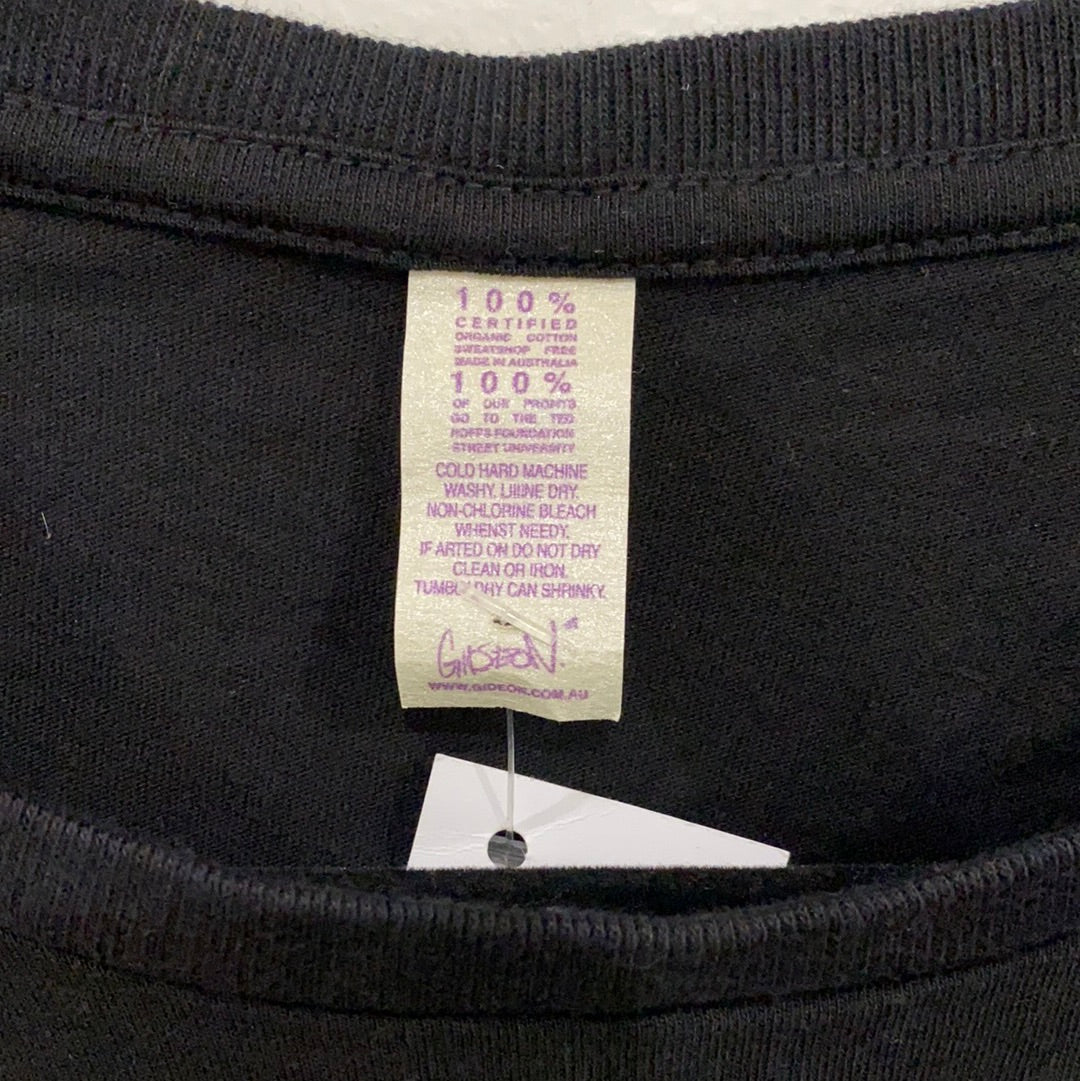 100%
CERTIFIED
ORGANIC COTTON
SWEATSHOP FREE
MADE IN AUSTRALIA
100%
OF OUR PROFITS
GO TO THE TED
NOFFS FOUNDATION
STREET UNIVERSITY
COLD HARD MACHINE
WASHY. LIIINE DRY.
NON-CHLORINE BLEACH
WHENST NEEDY.
IF ARTED ON DO NOT DRY
CLEAN OR IRON.
DRY CAN SHRINKY.
GIDEON.
WWW.GIDEON.COM.AU